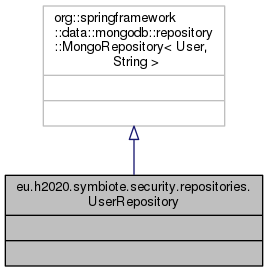 org::springframework
::data::mongodb::repository
::MongoRepository< User,
String >
eu.h2020.symbiote.security.repositories.
UserRepository